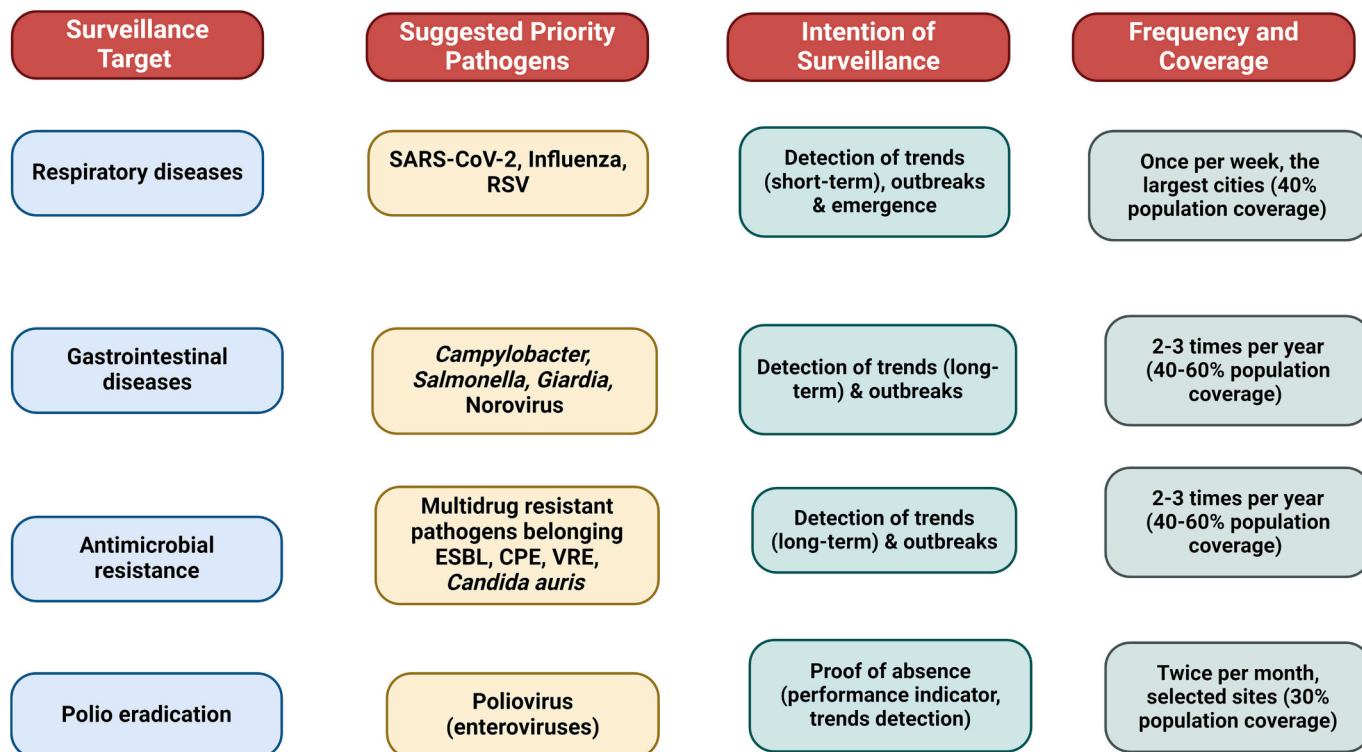 Surveillance
Target
Suggested Priority
Pathogens
Intention of
Surveillance
Frequency and
Coverage
Respiratory diseases
SARS-CoV-2, Influenza,
RSV
Detection of trends
(short-term), outbreaks
& emergence
Once per week, the
largest cities (40%
population coverage)
Gastrointestinal
diseases
Campylobacter,
Salmonella, Giardia,
Norovirus
Detection of trends (long-
term) & outbreaks
2-3 times per year
(40-60% population
coverage)
Antimicrobial
resistance
Multidrug resistant
pathogens belonging
ESBL, CPE, VRE,
Candida auris
Detection of trends
(long-term) & outbreaks
2-3 times per year
(40-60% population
coverage)
Polio eradication
Poliovirus
(enteroviruses)
Proof of absence
(performance indicator,
trends detection)
Twice per month,
selected sites (30%
population coverage)